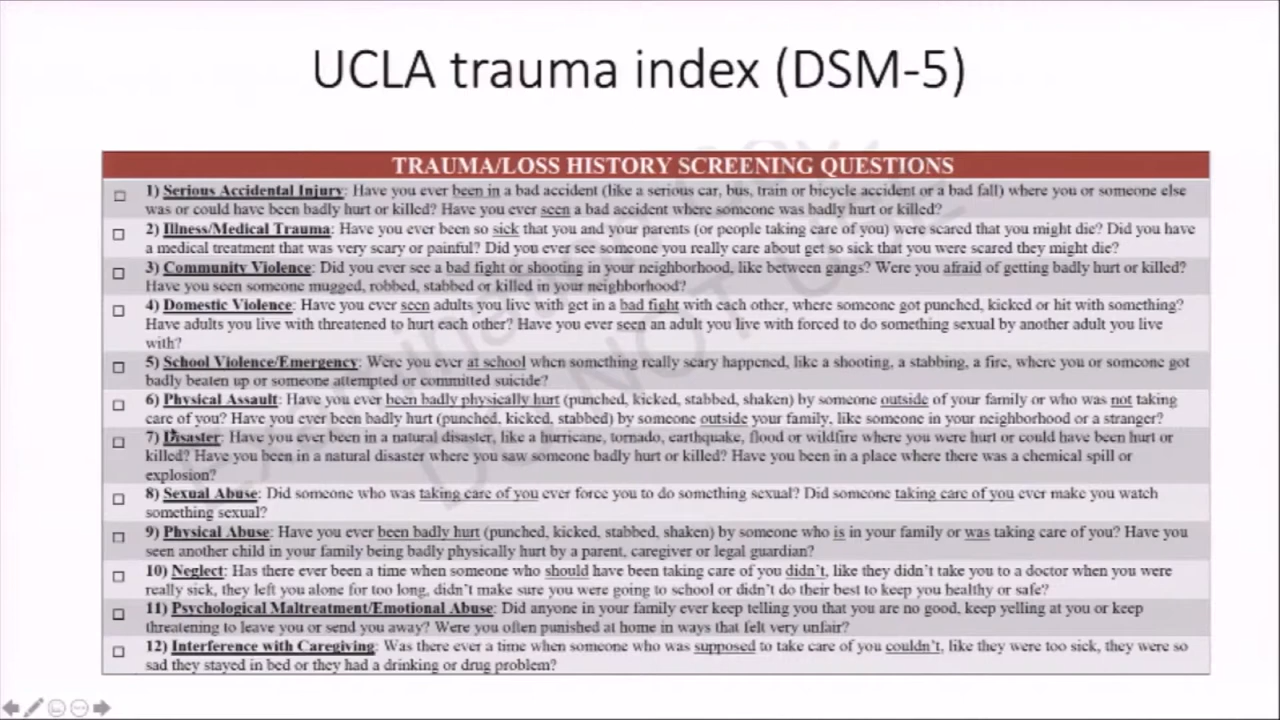 UCLA trauma index (DSM-5)
TRAUMA/LOSS HISTORY SCREENING QUESTIONS
1) Serious Accidental Injury: Have you ever been in a bad accident (like a serious car, bus, train or bicycle accident or a bad fall) where you or someone else
was or could have been badly hurt or killed? Have you ever seen a bad accident where someone was badly hurt or killed?
2) Illness/Medical Trauma: Have you ever been so sick that you and your parents (or people taking care of you) were scared that you might die? Did you have
a medical treatment that was very scary or painful? Did you ever see someone you really care about get so sick that you were scared they might die?
3) Community Violence: Did you ever see a bad fight or shooting in your neighborhood, like between gangs? Were you afraid of getting badly hurt or killed?
Have you seen someone mugged, robbed, stabbed or killed in your neighborhood?
4) Domestic Violence: Have you ever seen adults you live with get in a bad fight with each other, where someone got punched, kicked or hit with something?
Have adults you live with threatened to hurt each other? Have you ever seen an adult you live with forced to do something sexual by another adult you live
with?
5) School Violence/Emergency: Were you ever at school when something really scary happened, like a shooting, a stabbing, a fire, where you or someone got
badly beaten up or someone attempted or committed suicide?
6) Physical Assault: Have you ever been badly physically hurt (punched, kicked, stabbed, shaken) by someone outside of your family or who was not taking
care of you? Have you ever been badly hurt (punched, kicked, stabbed) by someone outside your family, like someone in your neighborhood or a stranger?
7) Disaster: Have you ever been in a natural disaster, like a hurricane, tornado, earthquake, flood or wildfire where you were hurt or could have been hurt or
killed? Have you been in a natural disaster where you saw someone badly hurt or killed? Have you been in a place where there was a chemical spill or
explosion?
8) Sexual Abuse: Did someone who was taking care of you ever force you to do something sexual? Did someone taking care of you ever make you watch
something sexual?
9) Physical Abuse: Have you ever been badly hurt (punched, kicked, stabbed, shaken) by someone who is in your family or was taking care of you? Have you
seen another child in your family being badly physically hurt by a parent, caregiver or legal guardian?
10) Neglect: Has there ever been a time when someone who should have been taking care of you didn't, like they didn't take you to a doctor when you were
really sick, they left you alone for too long, didn't make sure you were going to school or didn't do their best to keep you healthy or safe?
11) Psychological Maltreatment/Emotional Abuse: Did anyone in your family ever keep telling you that you are no good, keep yelling at you or keep
threatening to leave you or send you away? Were you often punished at home in ways that felt very unfair?
12) Interference with Caregiving: Was there ever a time when someone who was supposed to take care of you couldn't, like they were too sick, they were so
sad they stayed in bed or they had a drinking or drug problem?
DO NOT USE